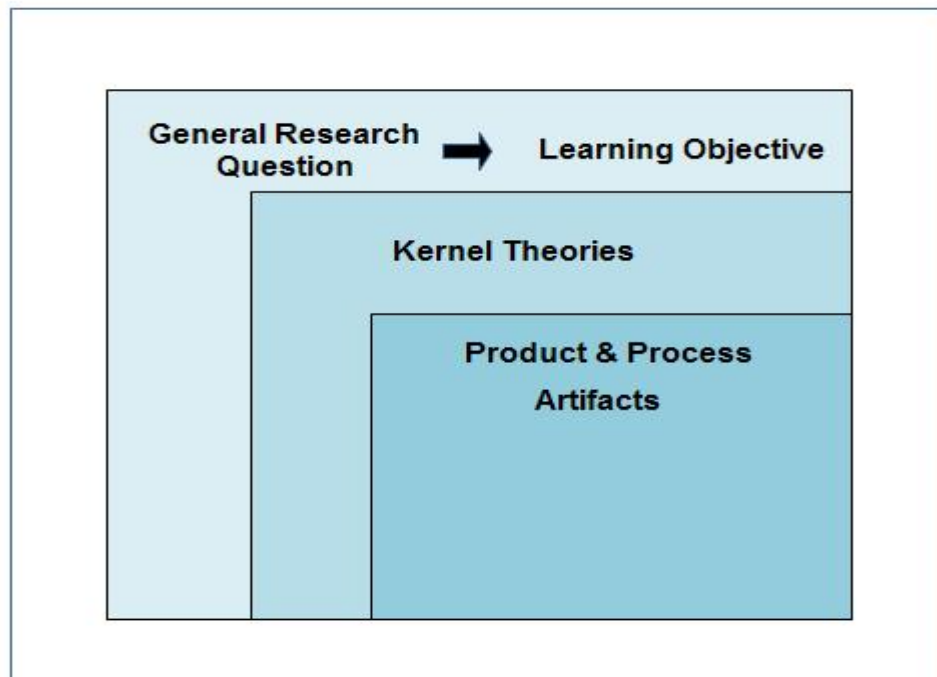 General Research
Question
Learning Objective
Kernel Theories
Product & Process
Artifacts